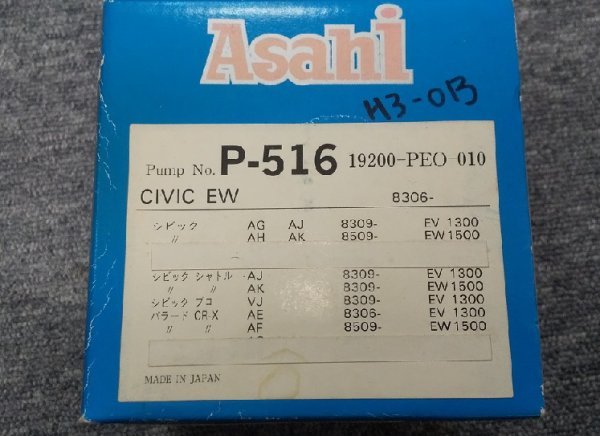 Asahi
H3-OB
Pump No. P-516 19200-PEO-010
CIVIC EW 8306-
シビック AG AJ 8309- EV 1300
〃 AH AK 8509- EW1500
シビック シャトル AJ 8309- EV 1300
〃 〃 AK 8309- EW1500
シビック プロ VJ 8309- EV 1300
バラード CR-X AE 8306- EV 1300
〃 〃 AF 8509- EW1500
MADE IN JAPAN